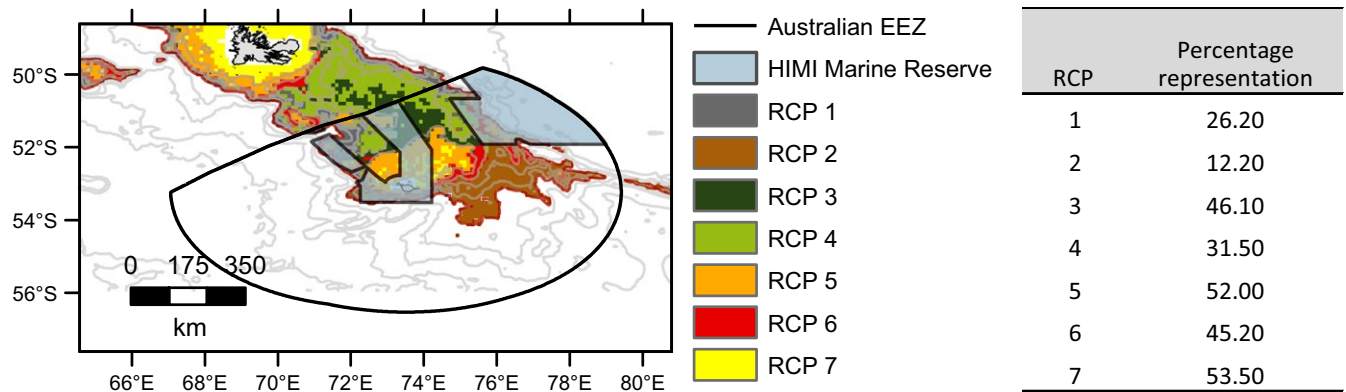 50°S
52°S
54°S
56°S
0 175 350
km
66°E 68°E 70°E 72°E 74°E 76°E 78°E 80°E
Australian EEZ
HIMI Marine Reserve
RCP 1
RCP 2
RCP 3
RCP 4
RCP 5
RCP 6
RCP 7
RCP Percentage
representation
1 26.20
2 12.20
3 46.10
4 31.50
5 52.00
6 45.20
7 53.50